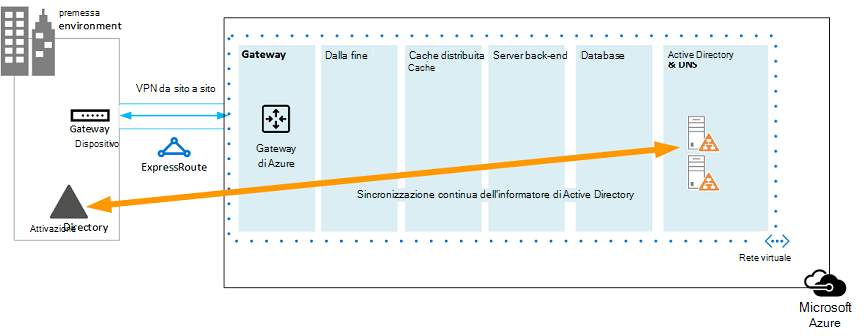 premessa
environment
VPN da sito a sito
Gateway
Dispositivo
ExpressRoute
Attivazione
Directory
Gateway
Gateway
di Azure
Dalla fine
Cache distribuita
Cache
Server back-end
Database
Active Directory
& DNS
Sincronizzazione continua dell'informatore di Active Directory
Rete virtuale
Microsoft
Azure